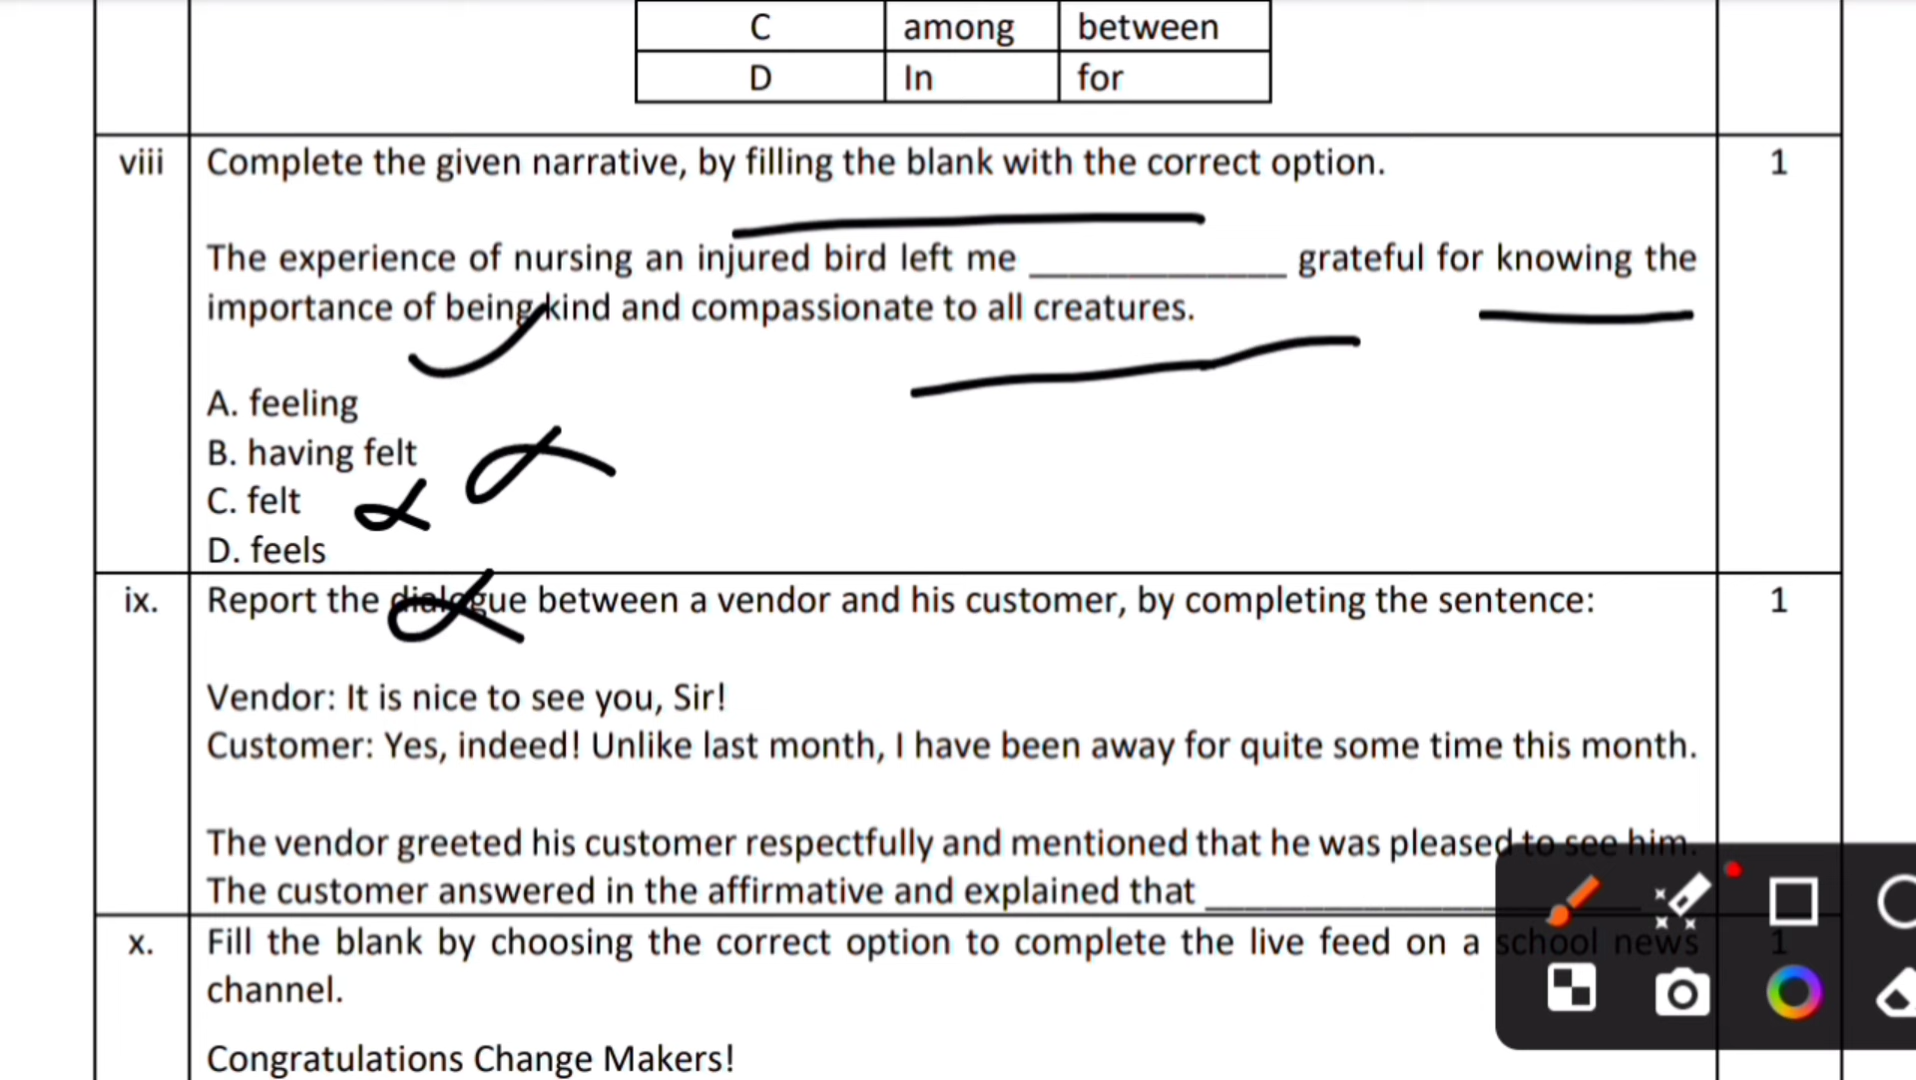 C among between
D In for
viii Complete the given narrative, by filling the blank with the correct option. 1
The experience of nursing an injured bird left me ______________ grateful for knowing the
importance of being kind and compassionate to all creatures.
A. feeling
B. having felt
C. felt
D. feels
ix. Report the dialogue between a vendor and his customer, by completing the sentence: 1
Vendor: It is nice to see you, Sir!
Customer: Yes, indeed! Unlike last month, I have been away for quite some time this month.
The vendor greeted his customer respectfully and mentioned that he was pleased to see him.
The customer answered in the affirmative and explained that ______________
x. Fill the blank by choosing the correct option to complete the live feed on a school news 1
channel.
Congratulations Change Makers!